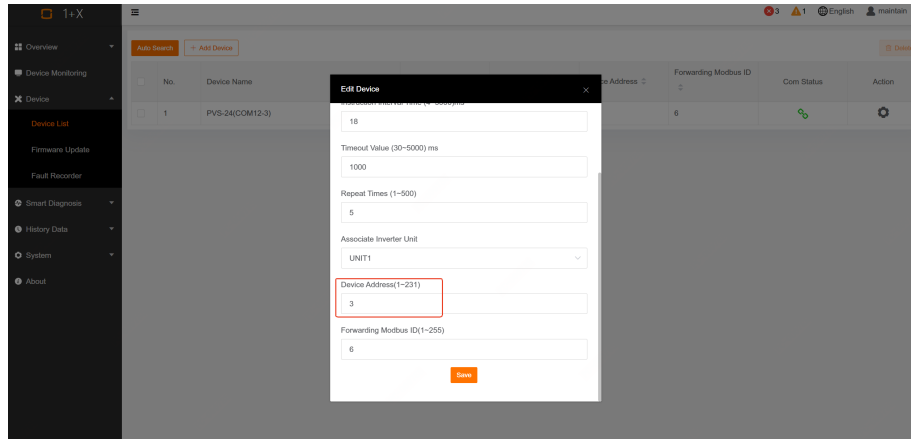 1+X
3
1
English
maintain
Overview
Auto Search
+ Add Device
Device Monitoring
No.
Device Name
Forwarding Modbus ID
Com Status
Action
Device
1
PVS-24(COM12-3)
6
Device List
Firmware Update
Fault Recorder
Smart Diagnosis
History Data
System
About
Edit Device
18
Timeout Value (30~5000) ms
1000
Repeat Times (1~500)
5
Associate Inverter Unit
UNIT1
Device Address(1~231)
3
Forwarding Modbus ID(1~255)
6
Save